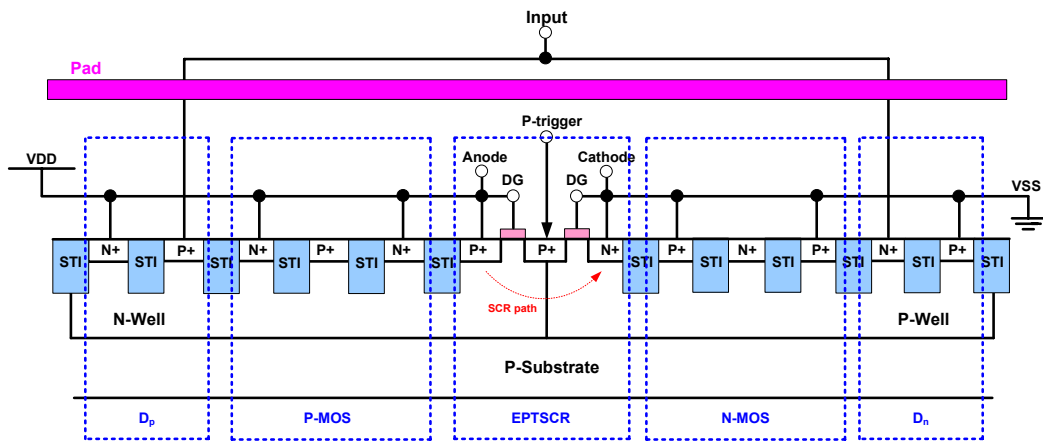 Input
Pad
P-trigger
VDD
Anode
DG
DG
Cathode
VSS
STI
N+
STI
P+
STI
N+
STI
P+
STI
N+
STI
P+
P+
N+
STI
P+
STI
N+
STI
P+
STI
N+
STI
P+
STI
SCR path
N-Well
P-Well
P-Substrate
Dp
P-MOS
EPTSCR
N-MOS
Dn